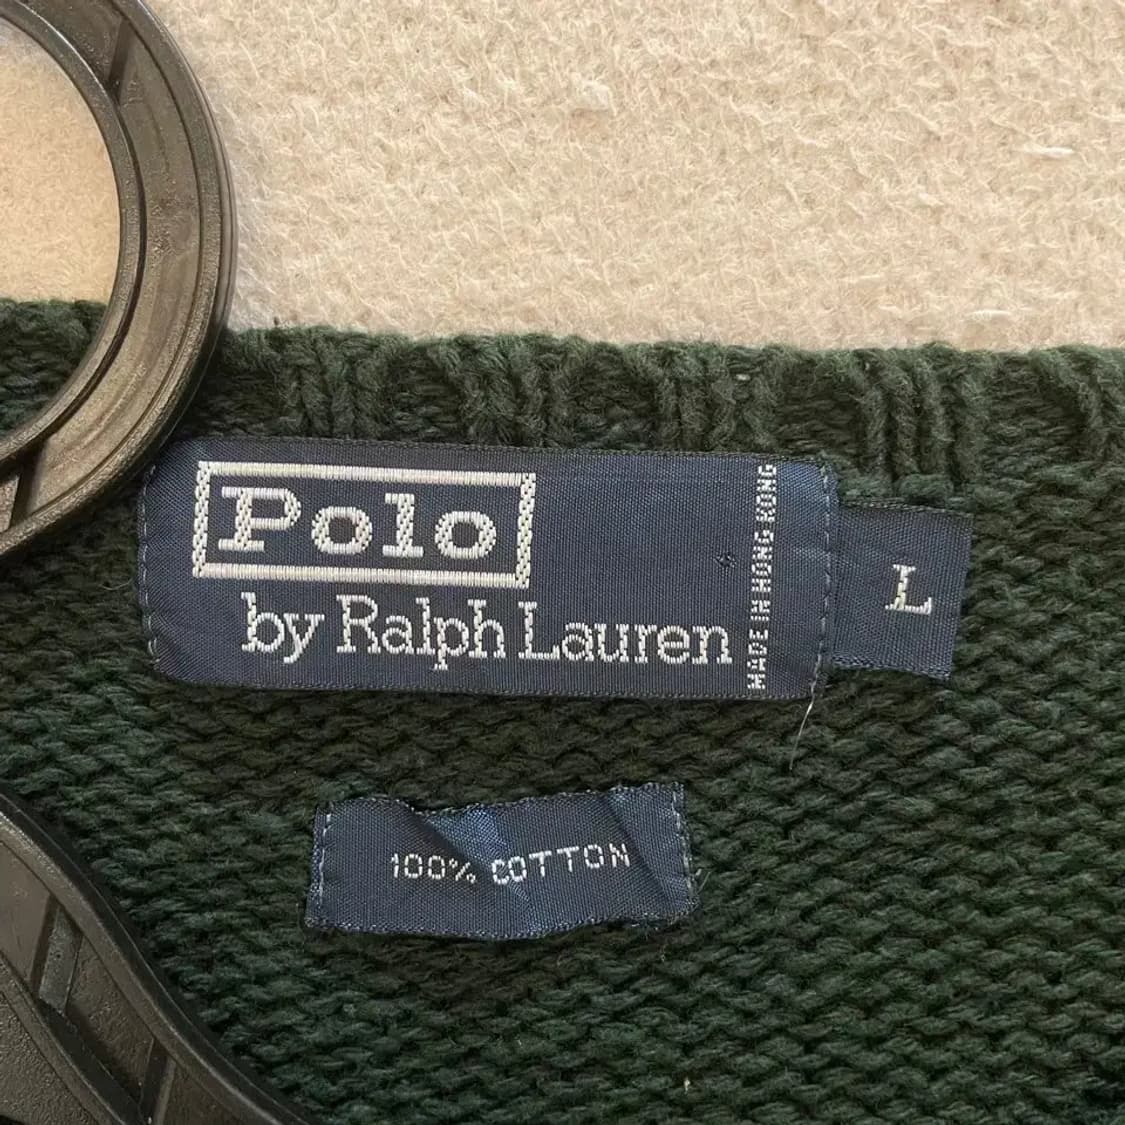 Polo
by Ralph Lauren
MADE IN HONG KONG
L
100% COTTON